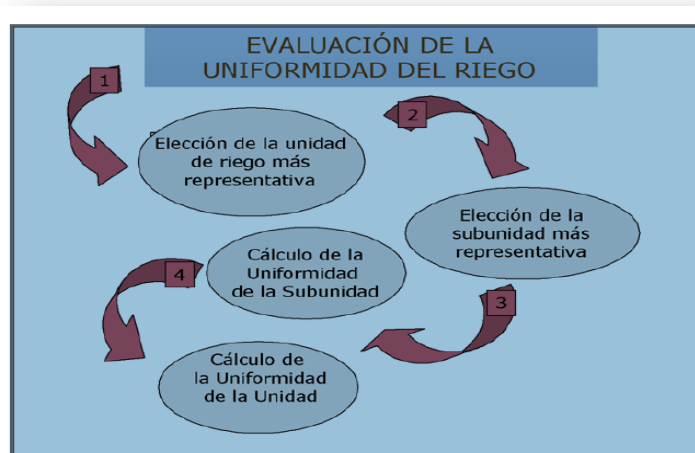 EVALUACIÓN DE LA
UNIFORMIDAD DEL RIEGO
1
Elección de la unidad
de riego más
representativa
2
Elección de la
subunidad más
representativa
3
Cálculo de la
Uniformidad
de la Subunidad
4
Cálculo de
la Uniformidad
de la Unidad